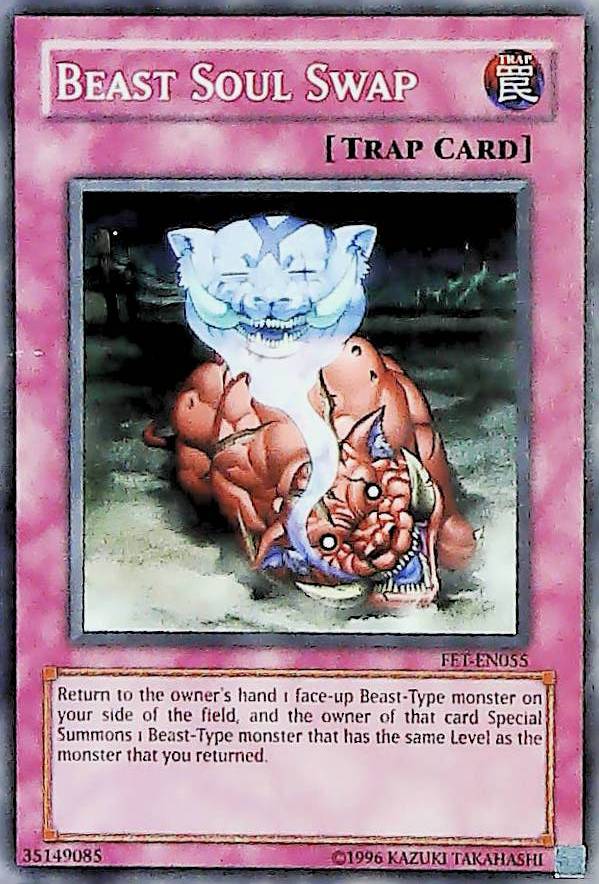 BEAST SOUL SWAP
TRAP
罠
[TRAP CARD]
FET-EN055
Return to the owner's hand 1 face-up Beast-Type monster on
your side of the field, and the owner of that card Special
Summons 1 Beast-Type monster that has the same Level as the
monster that you returned.
35149085
©1996 KAZUKI TAKAHASHI